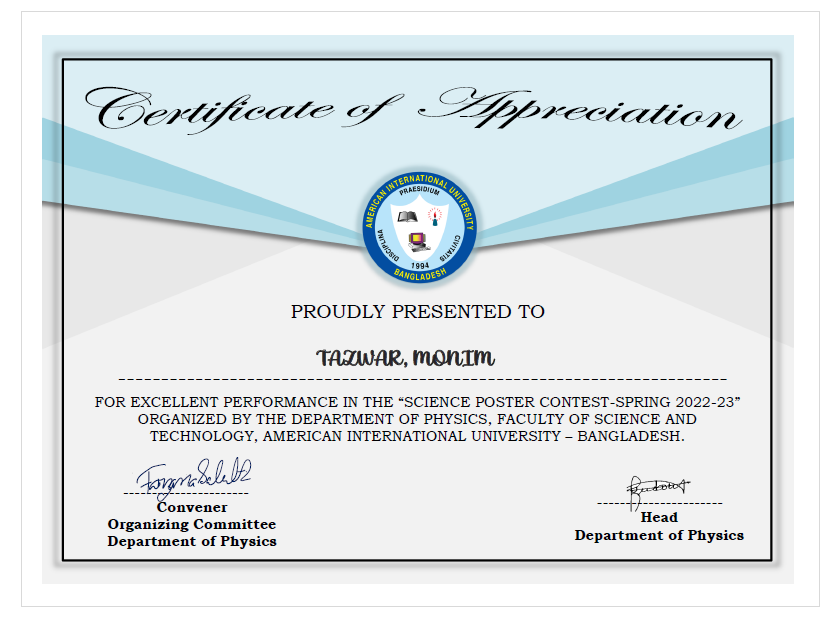 Certificate of Appreciation
AMERICAN INTERNATIONAL UNIVERSITY
PRAESIDIUM
DISCIPLINA
CIVITATIS
1994
BANGLADESH
PROUDLY PRESENTED TO
TAZWAR, MONIM
FOR EXCELLENT PERFORMANCE IN THE “SCIENCE POSTER CONTEST-SPRING 2022-23”
ORGANIZED BY THE DEPARTMENT OF PHYSICS, FACULTY OF SCIENCE AND
TECHNOLOGY, AMERICAN INTERNATIONAL UNIVERSITY – BANGLADESH.
Convener
Organizing Committee
Department of Physics
Head
Department of Physics